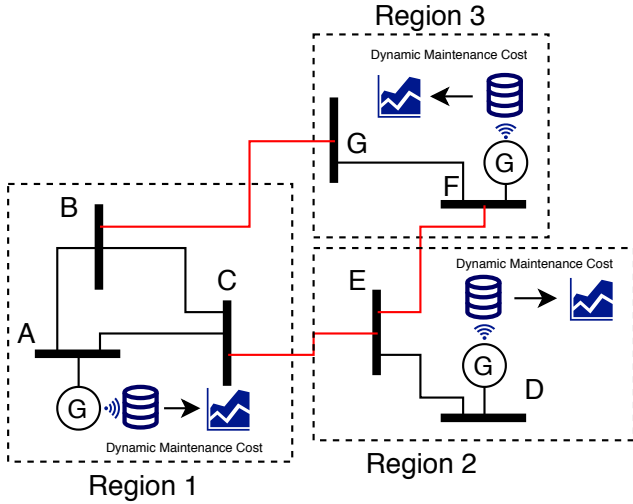 Region 3
Dynamic Maintenance Cost
G
G
F
B
C
A
G
Dynamic Maintenance Cost
Region 1
Dynamic Maintenance Cost
E
G
D
Region 2